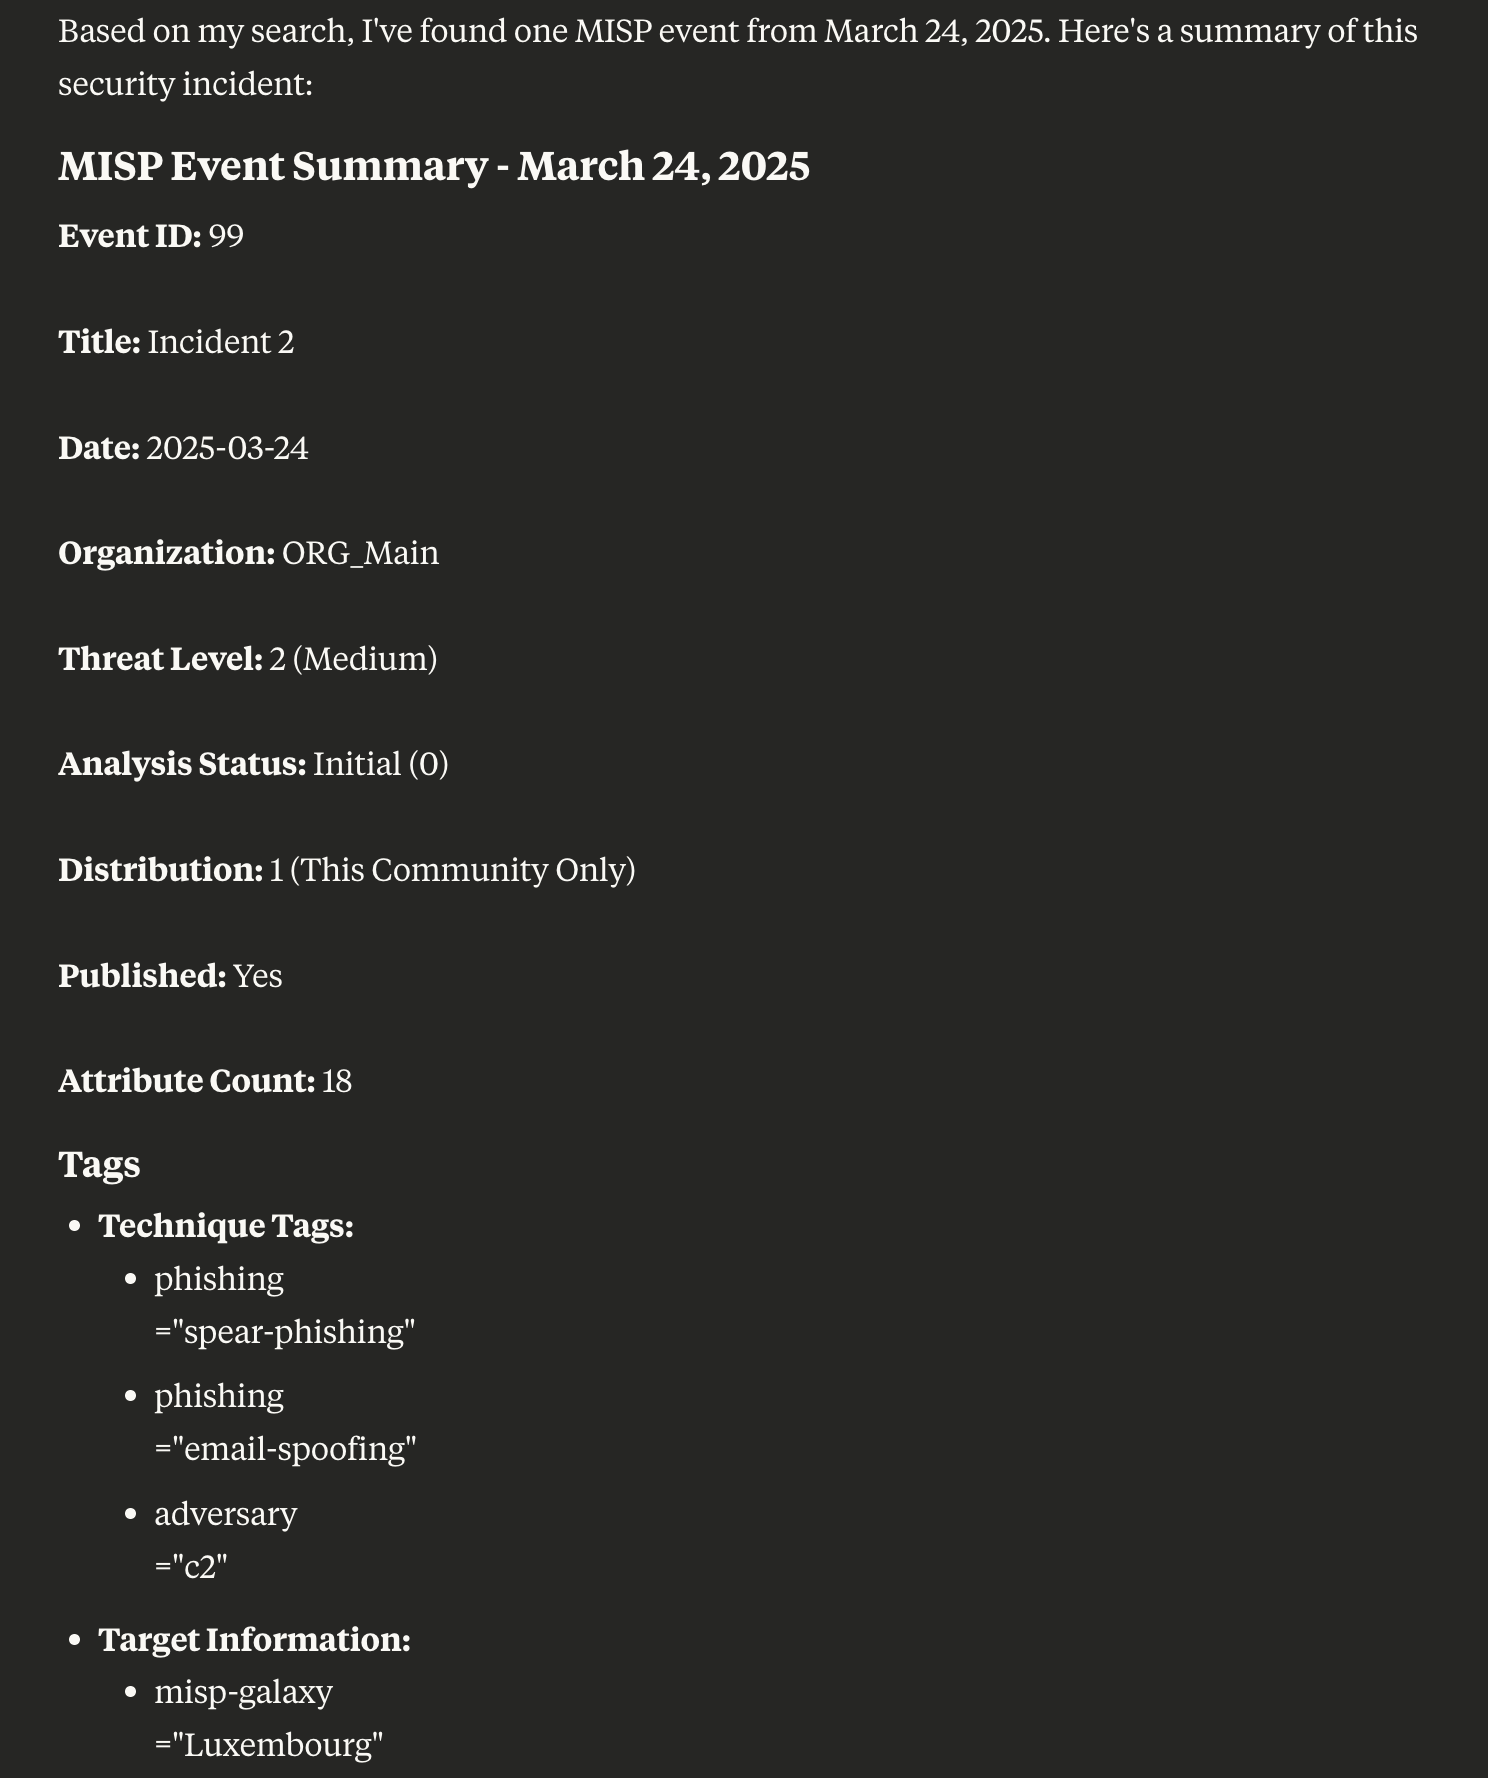 Based on my search, I've found one MISP event from March 24, 2025. Here's a summary of this
security incident:
MISP Event Summary - March 24, 2025
Event ID: 99
Title: Incident 2
Date: 2025-03-24
Organization: ORG_Main
Threat Level: 2 (Medium)
Analysis Status: Initial (0)
Distribution: 1 (This Community Only)
Published: Yes
Attribute Count: 18
Tags
• Technique Tags:
• phishing
="spear-phishing"
• phishing
="email-spoofing"
• adversary
="c2"
• Target Information:
• misp-galaxy
="Luxembourg"